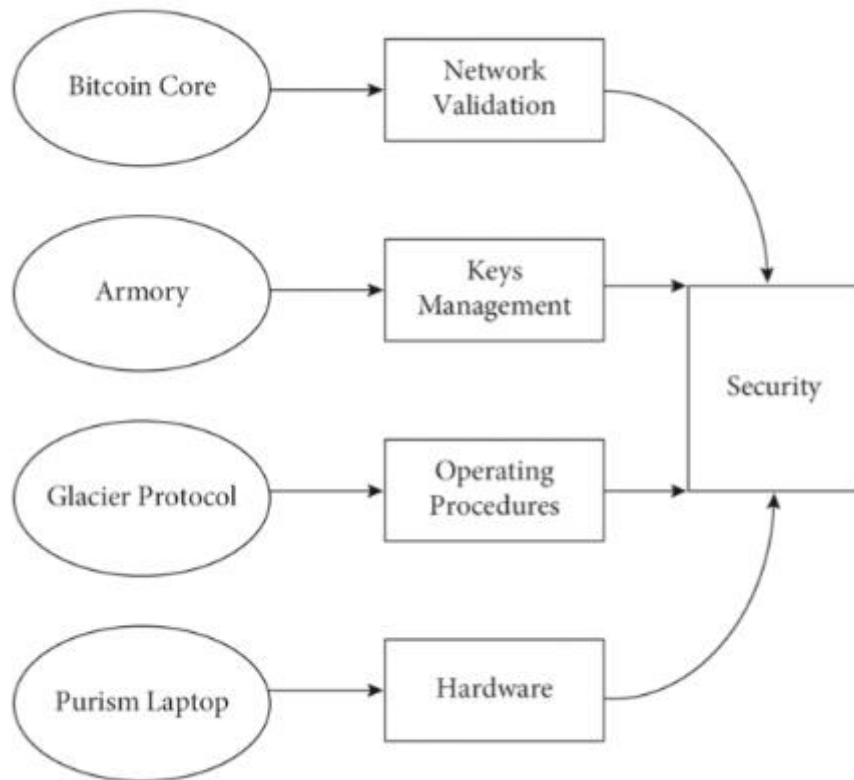 Bitcoin Core
Network
Validation
Armory
Keys
Management
Security
Glacier Protocol
Operating
Procedures
Purism Laptop
Hardware